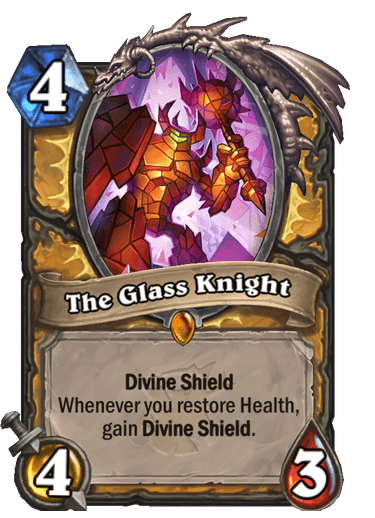 4
The Glass Knight
Divine Shield
Whenever you restore Health,
gain Divine Shield.
4
3